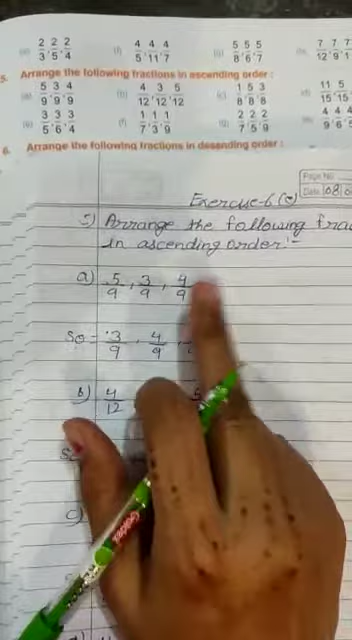 (e) 2/3, 2/5, 2/4 (f) 4/5, 4/11, 4/7 (g) 5/8, 5/6, 5/7 (h) 7/12, 7/9
5. Arrange the following fractions in ascending order :
(a) 5/9, 3/9, 4/9 (b) 4/12, 3/12, 5/12 (c) 1/8, 5/8, 3/8 (d) 11/15, 5/15
(e) 3/5, 3/6, 3/4 (f) 1/7, 1/3, 1/9 (g) 2/7, 2/5, 2/9 4/9, 4/6
6. Arrange the following fractions in desending order :
Page No
Exercise-6(e)
Date 08
5) Arrange the following frac
in ascending order:-
a) 5/9, 3/9, 4/9
So = 3/9, 4/9
b) 4/12
c)